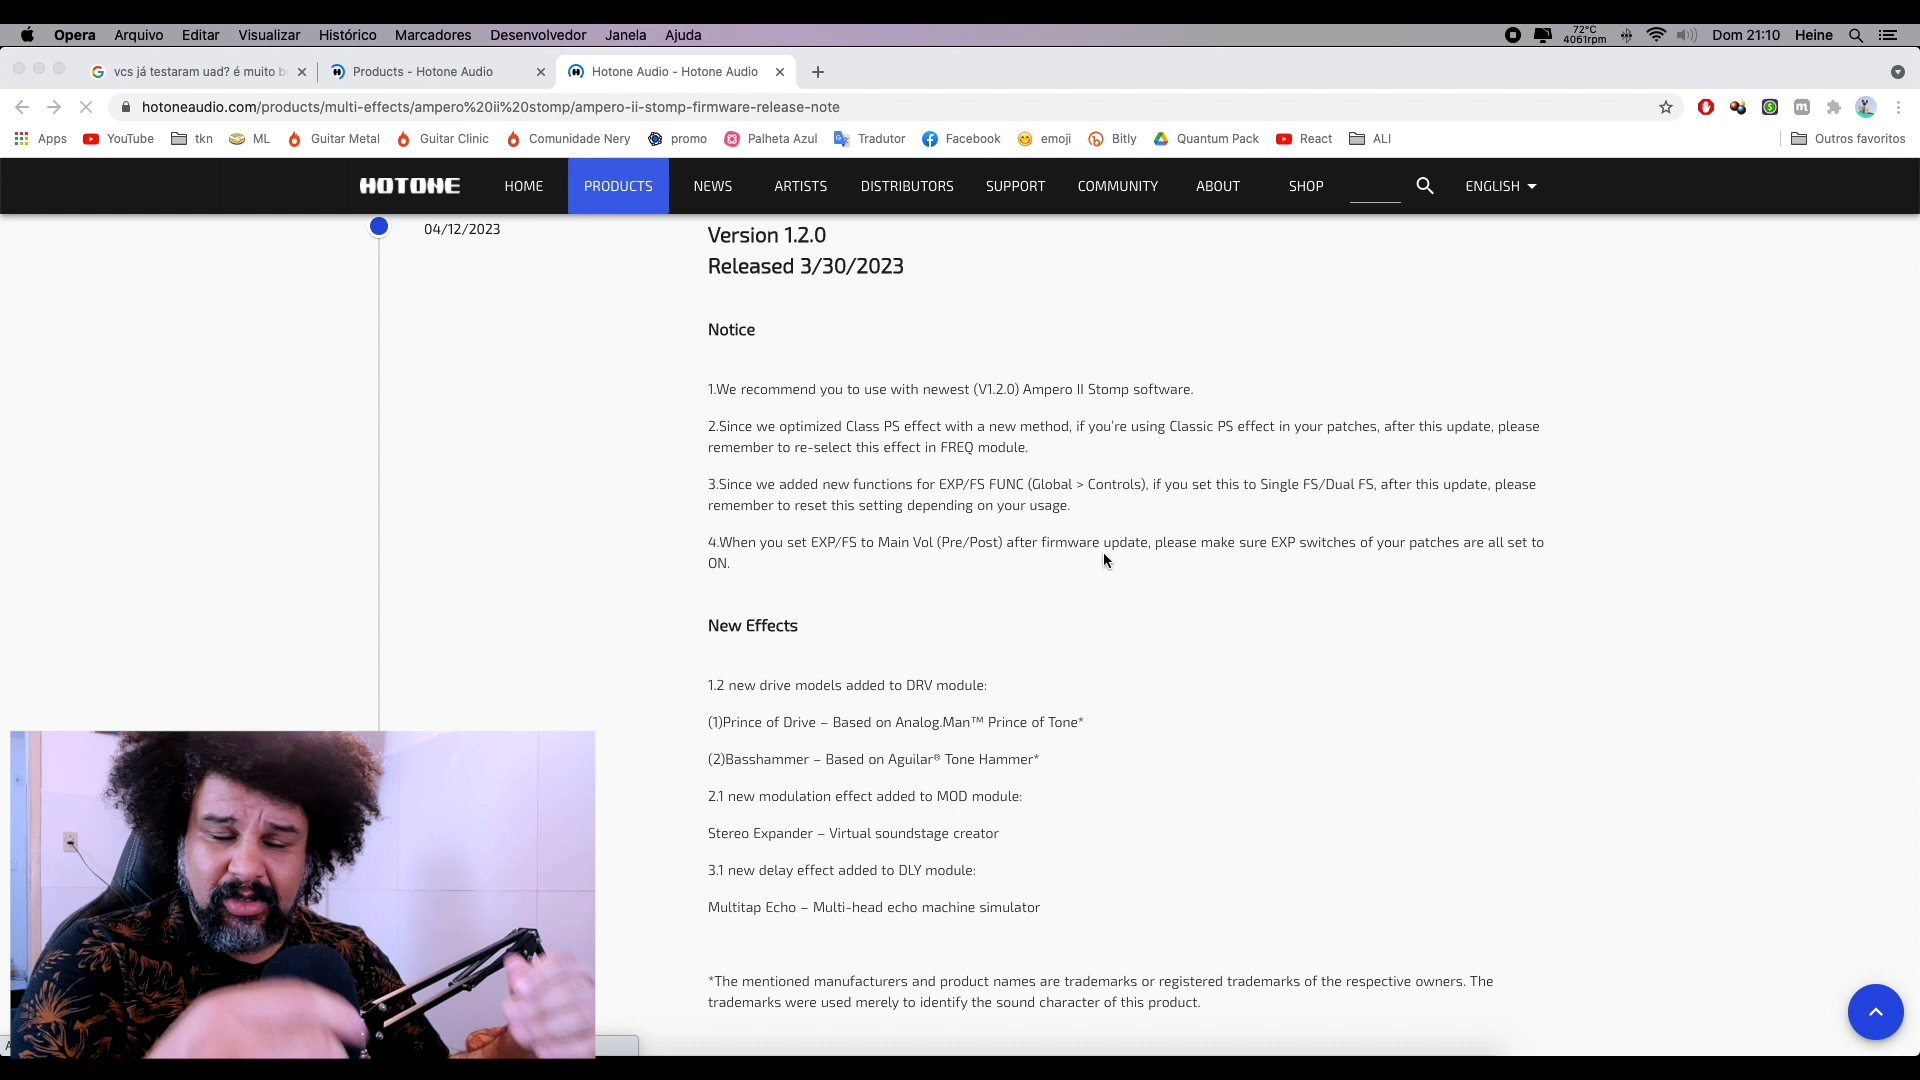 Opera Arquivo Editar Visualizar Histórico Marcadores Desenvolvedor Janela Ajuda 72°C 4061rpm Dom 21:10 Heine
vcs já testaram uad? é muito b Products - Hotone Audio Hotone Audio - Hotone Audio
hotoneaudio.com/products/multi-effects/ampero%20ii%20stomp/ampero-ii-stomp-firmware-release-note
Apps YouTube tkn ML Guitar Metal Guitar Clinic Comunidade Nery promo Palheta Azul Tradutor Facebook emoji Bitly Quantum Pack React ALI Outros favoritos
HOTONE HOME PRODUCTS NEWS ARTISTS DISTRIBUTORS SUPPORT COMMUNITY ABOUT SHOP ENGLISH
04/12/2023
Version 1.2.0
Released 3/30/2023
Notice
1.We recommend you to use with newest (V1.2.0) Ampero II Stomp software.
2.Since we optimized Class PS effect with a new method, if you're using Classic PS effect in your patches, after this update, please
remember to re-select this effect in FREQ module.
3.Since we added new functions for EXP/FS FUNC (Global > Controls), if you set this to Single FS/Dual FS, after this update, please
remember to reset this setting depending on your usage.
4.When you set EXP/FS to Main Vol (Pre/Post) after firmware update, please make sure EXP switches of your patches are all set to
ON.
New Effects
1.2 new drive models added to DRV module:
(1)Prince of Drive – Based on Analog.Man™ Prince of Tone*
(2)Basshammer – Based on Aguilar® Tone Hammer*
2.1 new modulation effect added to MOD module:
Stereo Expander – Virtual soundstage creator
3.1 new delay effect added to DLY module:
Multitap Echo – Multi-head echo machine simulator
*The mentioned manufacturers and product names are trademarks or registered trademarks of the respective owners. The
trademarks were used merely to identify the sound character of this product.